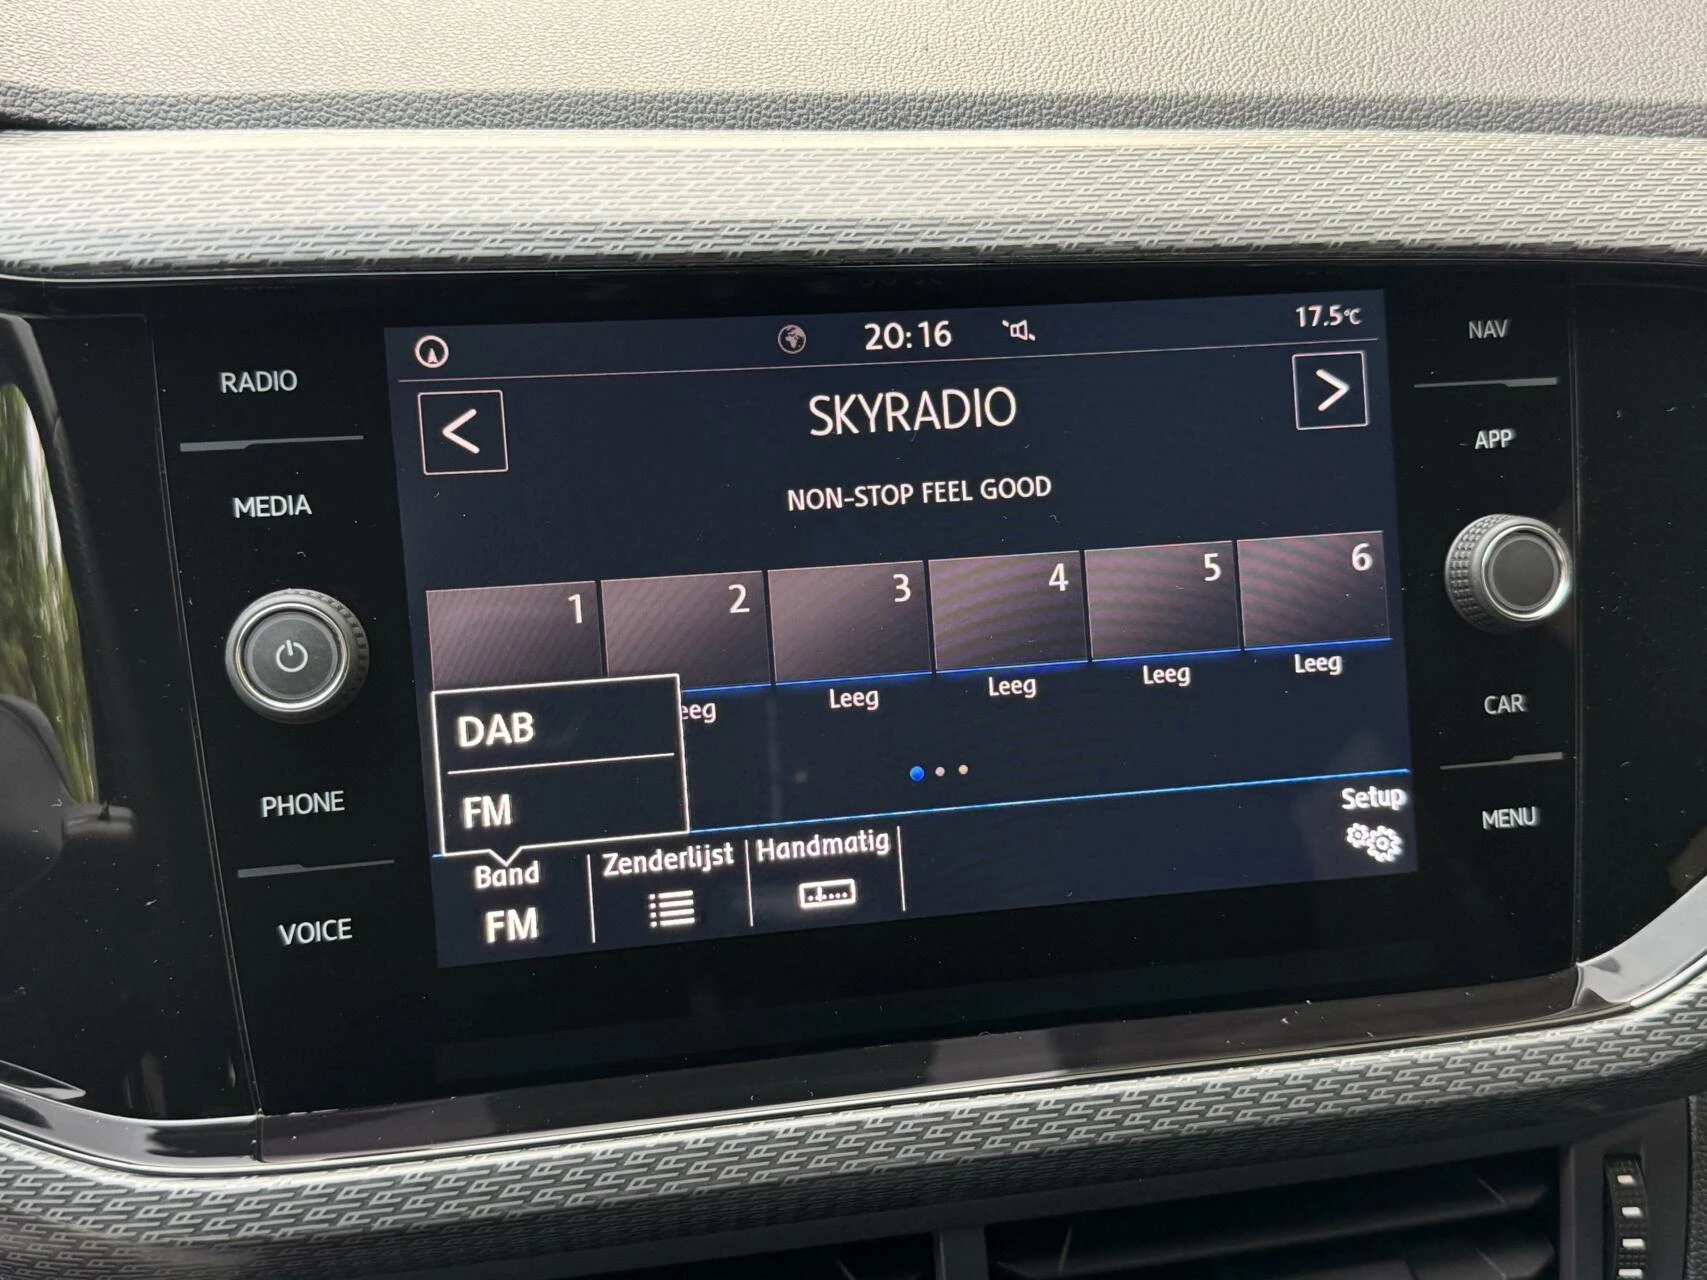 RADIO
MEDIA
PHONE
VOICE
20:16
17.5°C
SKYRADIO
NON-STOP FEEL GOOD
1 2 3 4 5 6
eeg Leeg Leeg Leeg Leeg
DAB
FM
Band
FM
Zenderlijst
Handmatig
Setup
NAV
APP
CAR
MENU